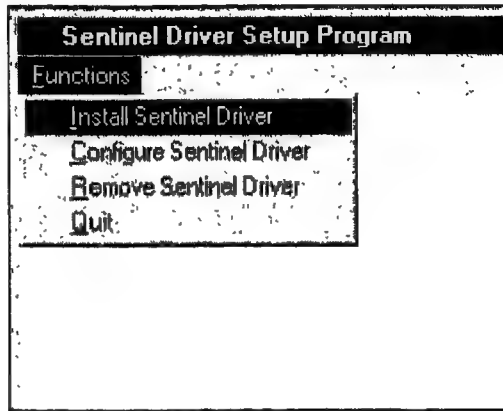 Sentinel Driver Setup Program
Functions
Install Sentinel Driver
Configure Sentinel Driver
Remove Sentinel Driver
Quit